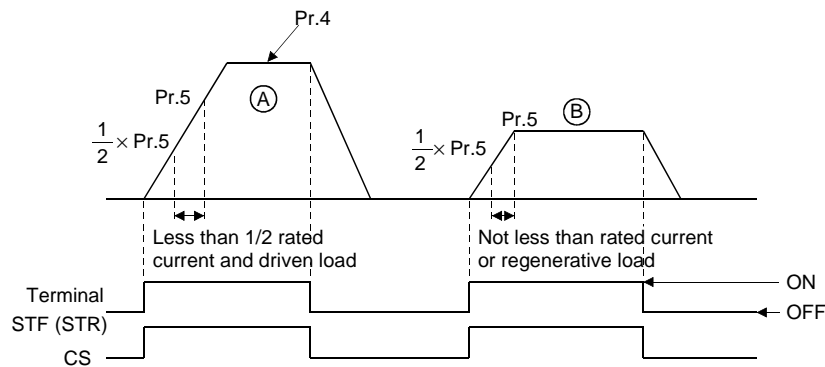 Pr.4
Pr.5
A
1/2 × Pr.5
Pr.5
B
1/2 × Pr.5
Less than 1/2 rated
current and driven load
Not less than rated current
or regenerative load
ON
Terminal
STF (STR)
OFF
CS